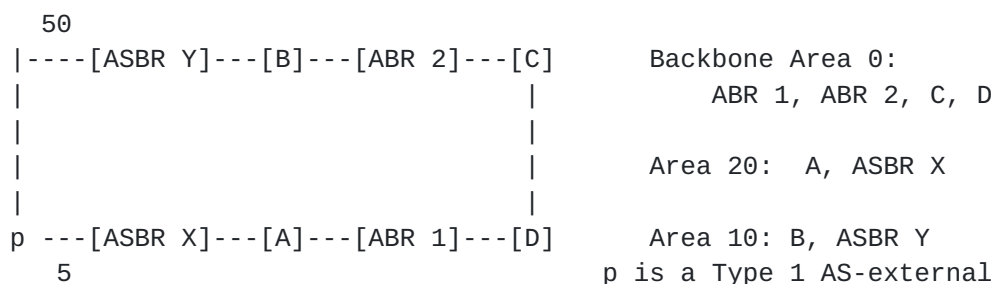 50
|----[ASBR Y]---[B]---[ABR 2]---[C]      Backbone Area 0:
|                                |          ABR 1, ABR 2, C, D
|                                |
|                                |       Area 20:  A, ASBR X
|                                |
p ---[ASBR X]---[A]---[ABR 1]---[D]      Area 10: B, ASBR Y
5                                  p is a Type 1 AS-external